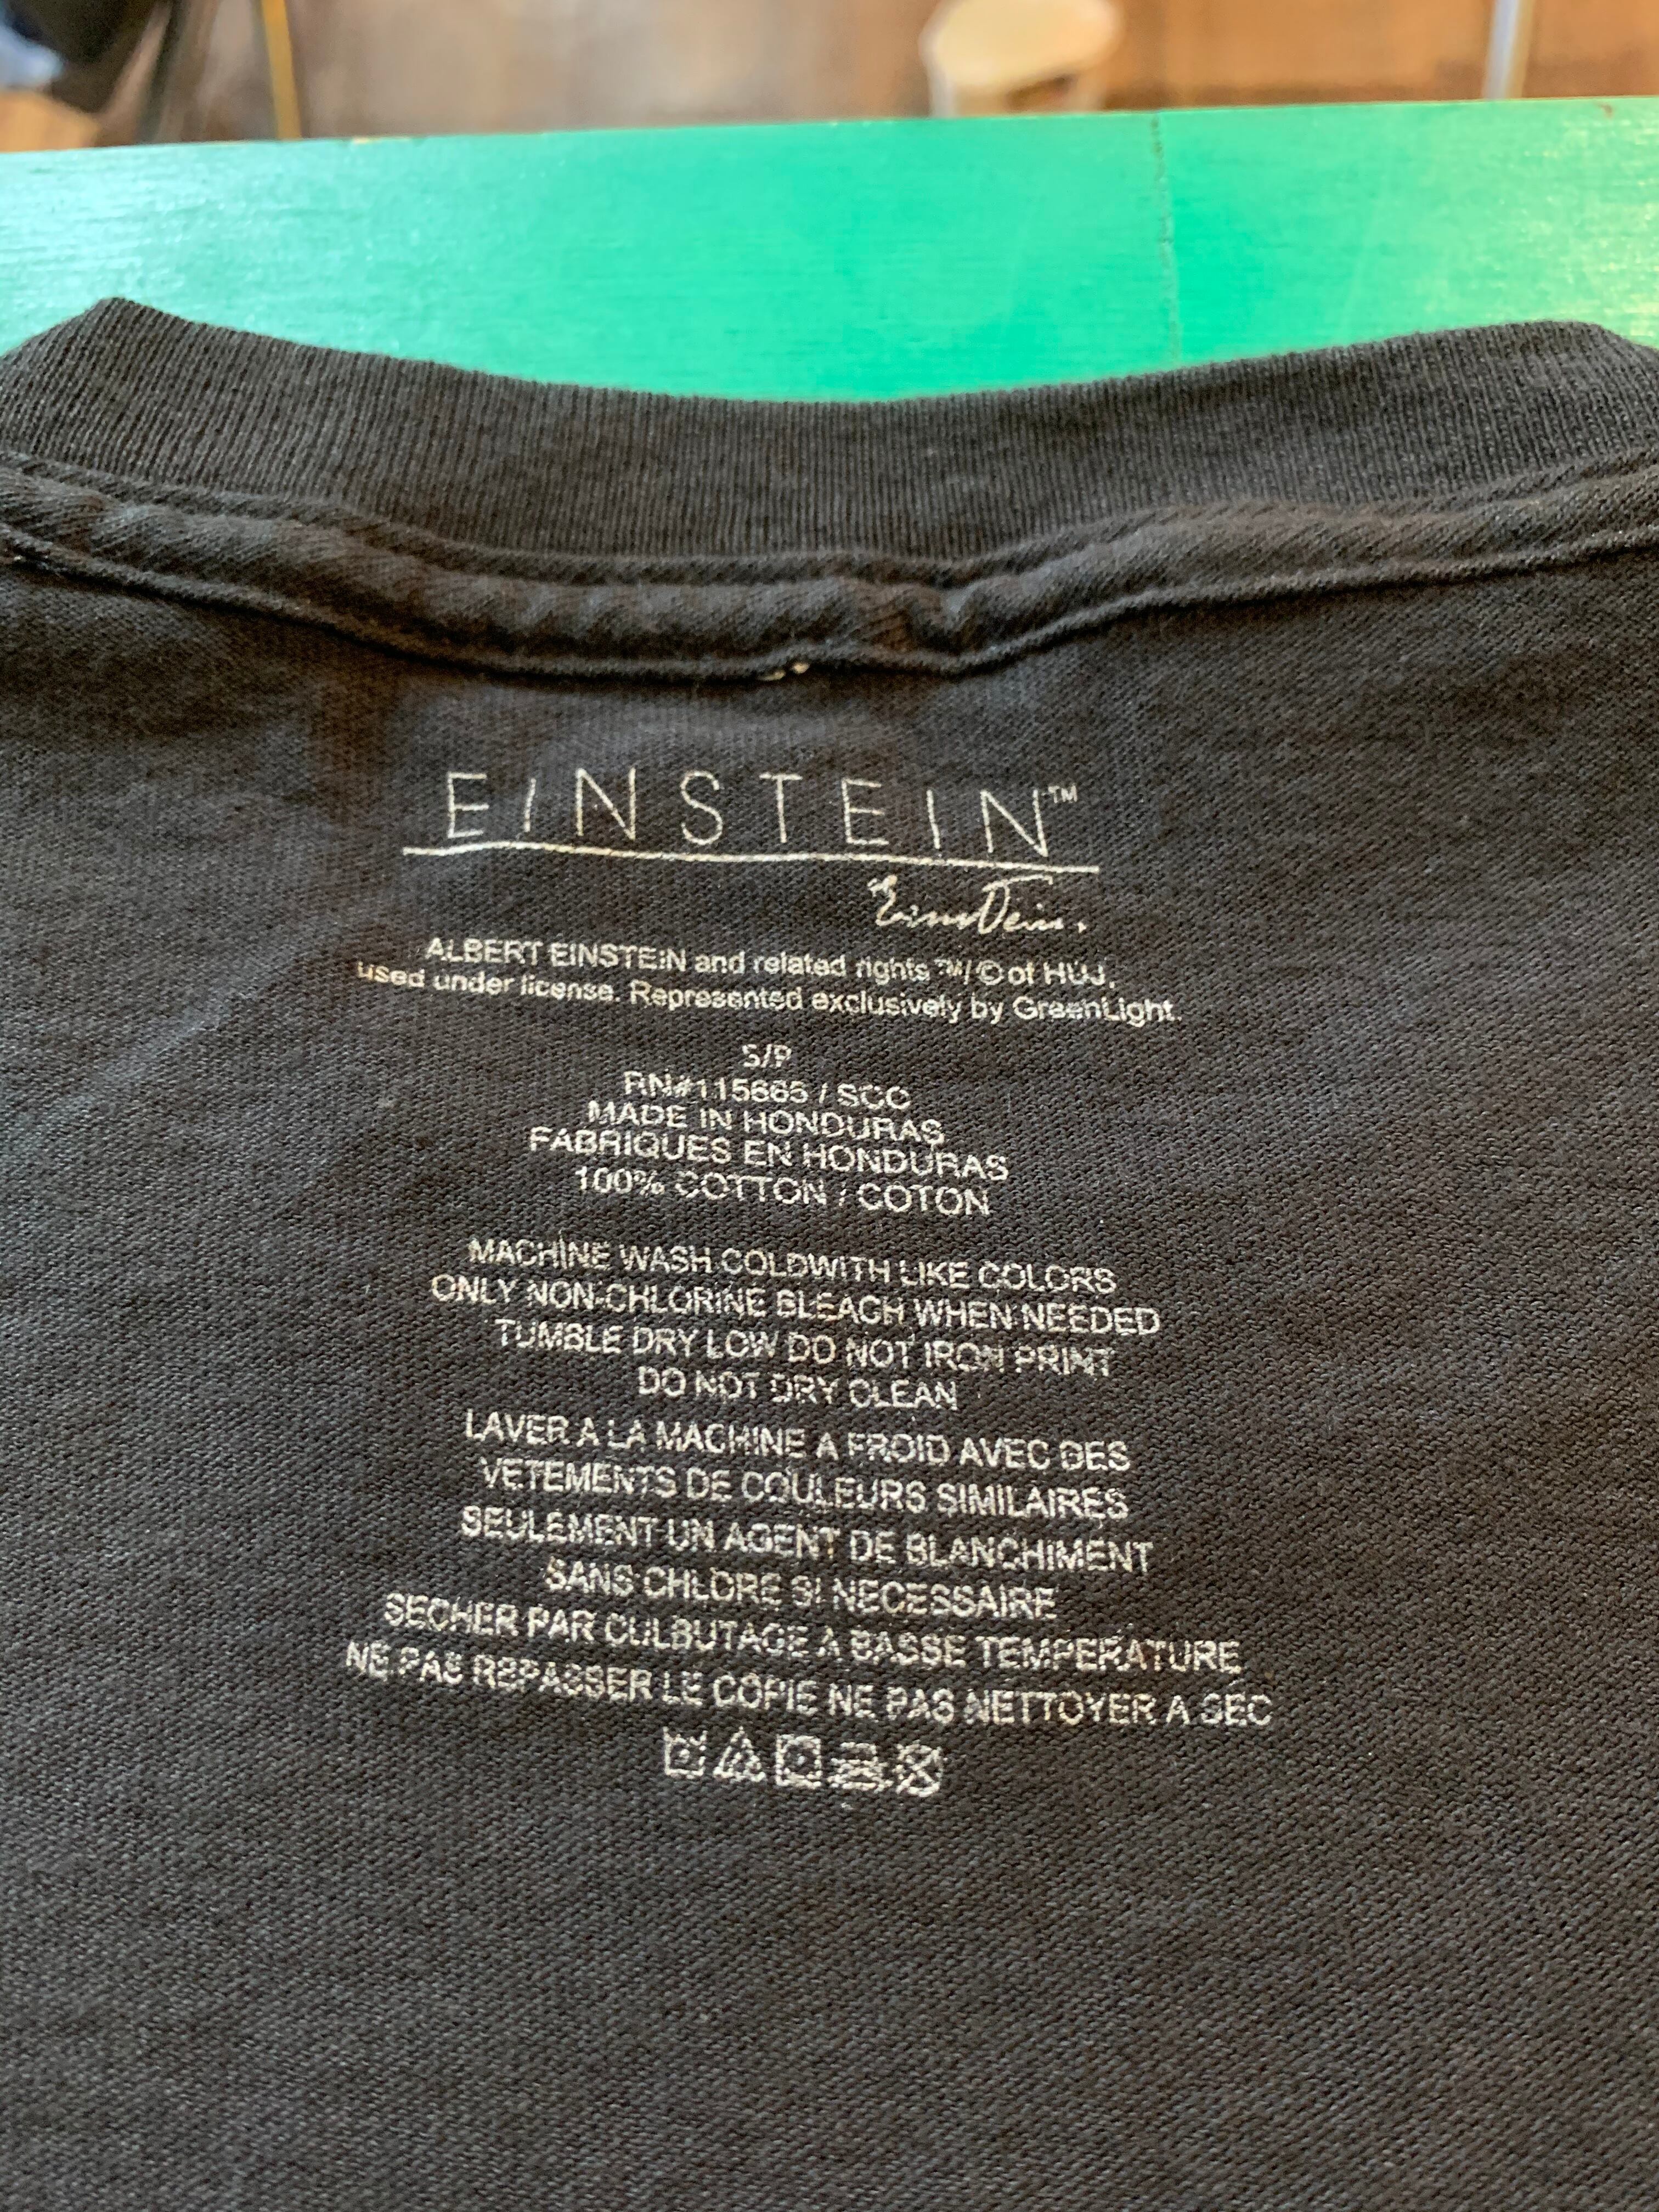 EINSTEIN™
Einstein.
ALBERT EINSTEIN and related rights ™/© of HUJ,
used under license. Represented exclusively by GreenLight.
S/P
RN#115665 / SCC
MADE IN HONDURAS
FABRIQUES EN HONDURAS
100% COTTON / COTON
MACHINE WASH COLDWITH LIKE COLORS
ONLY NON-CHLORINE BLEACH WHEN NEEDED
TUMBLE DRY LOW DO NOT IRON PRINT
DO NOT DRY CLEAN
LAVER A LA MACHINE A FROID AVEC DES
VETEMENTS DE COULEURS SIMILAIRES
SEULEMENT UN AGENT DE BLANCHIMENT
SANS CHLORE SI NECESSAIRE
SECHER PAR CULBUTAGE A BASSE TEMPERATURE
NE PAS REPASSER LE COPIE NE PAS NETTOYER A SEC